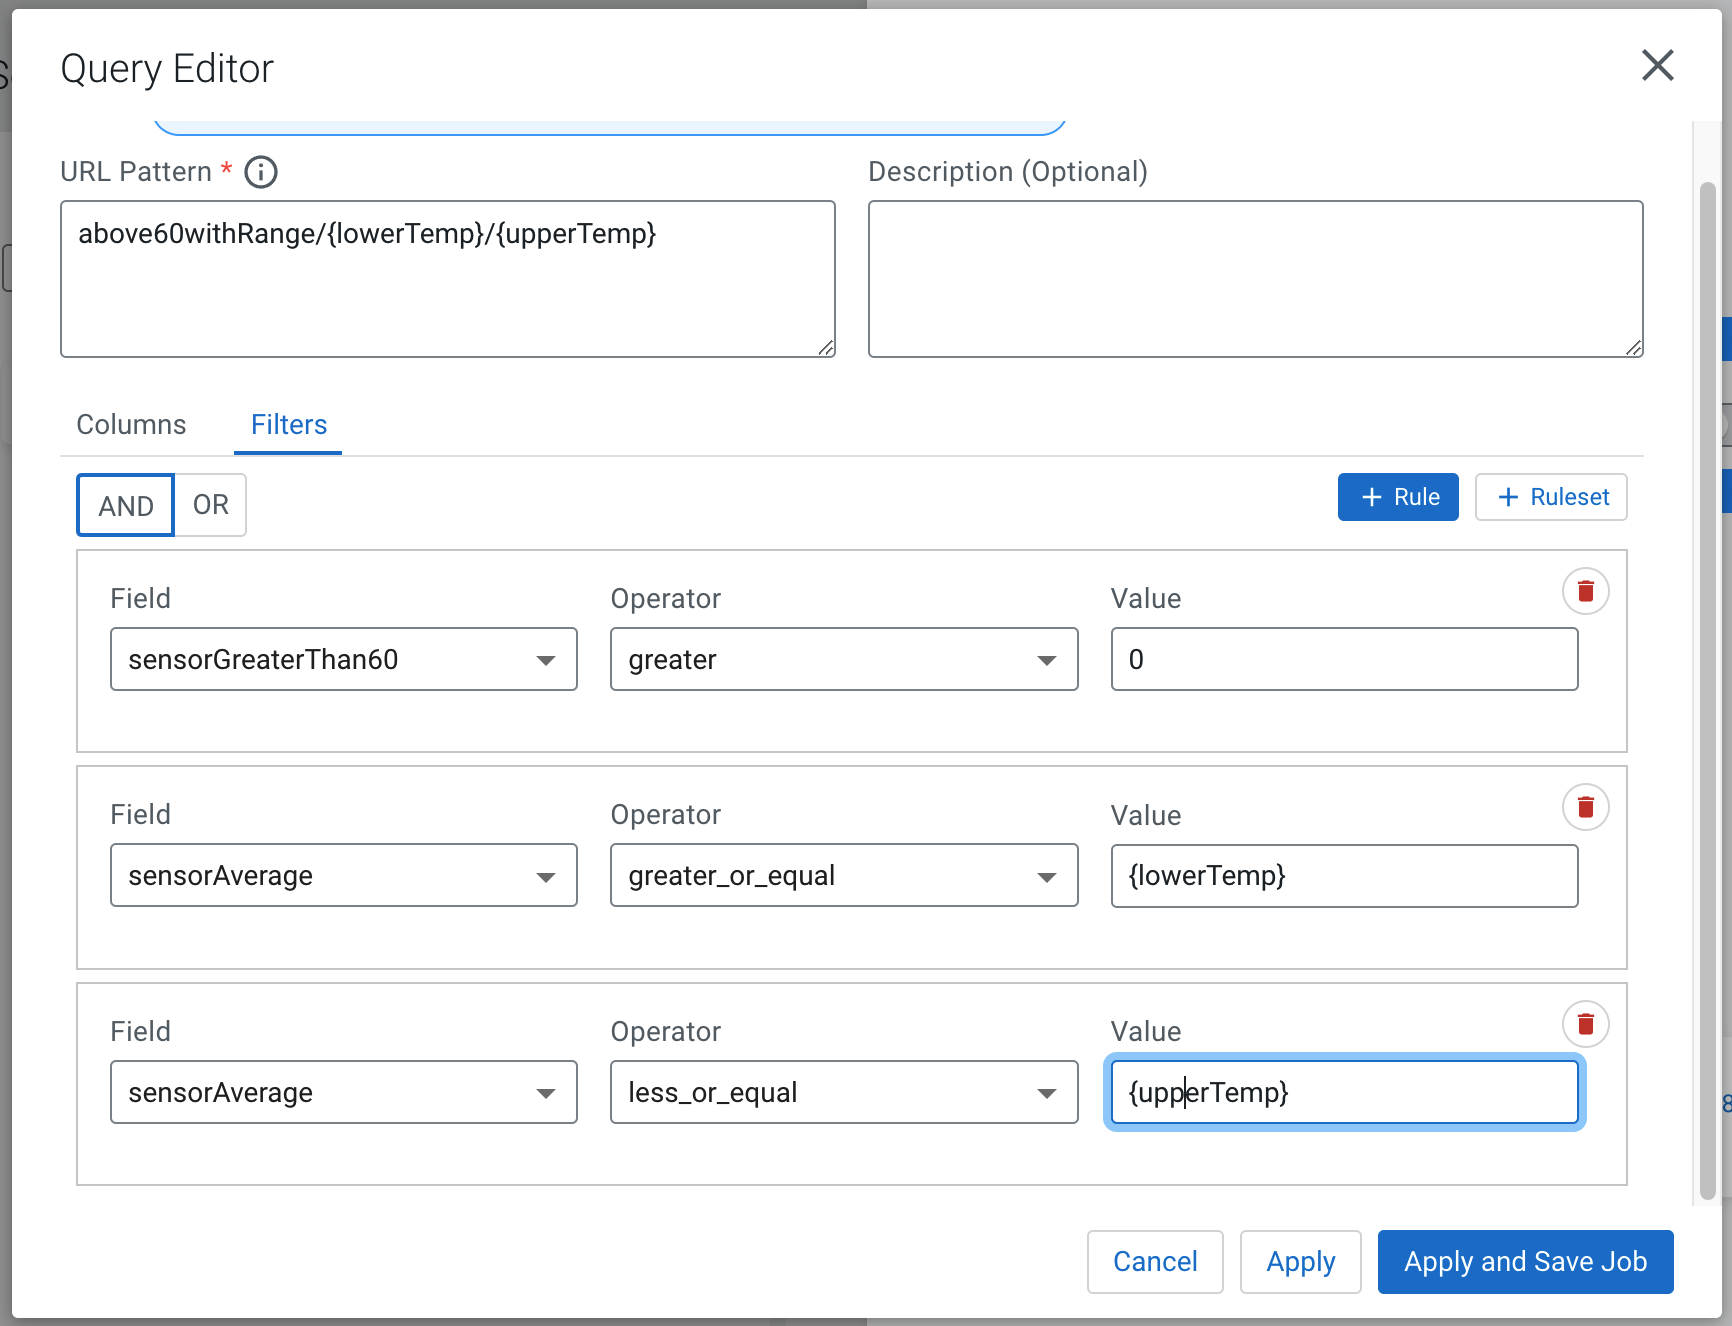 Query Editor
URL Pattern *
Description (Optional)
above60withRange/{lowerTemp}/{upperTemp}
Columns
Filters
AND
OR
+ Rule
+ Ruleset
Field
Operator
Value
sensorGreaterThan60
greater
0
Field
Operator
Value
sensorAverage
greater_or_equal
{lowerTemp}
Field
Operator
Value
sensorAverage
less_or_equal
{upperTemp}
Cancel
Apply
Apply and Save Job